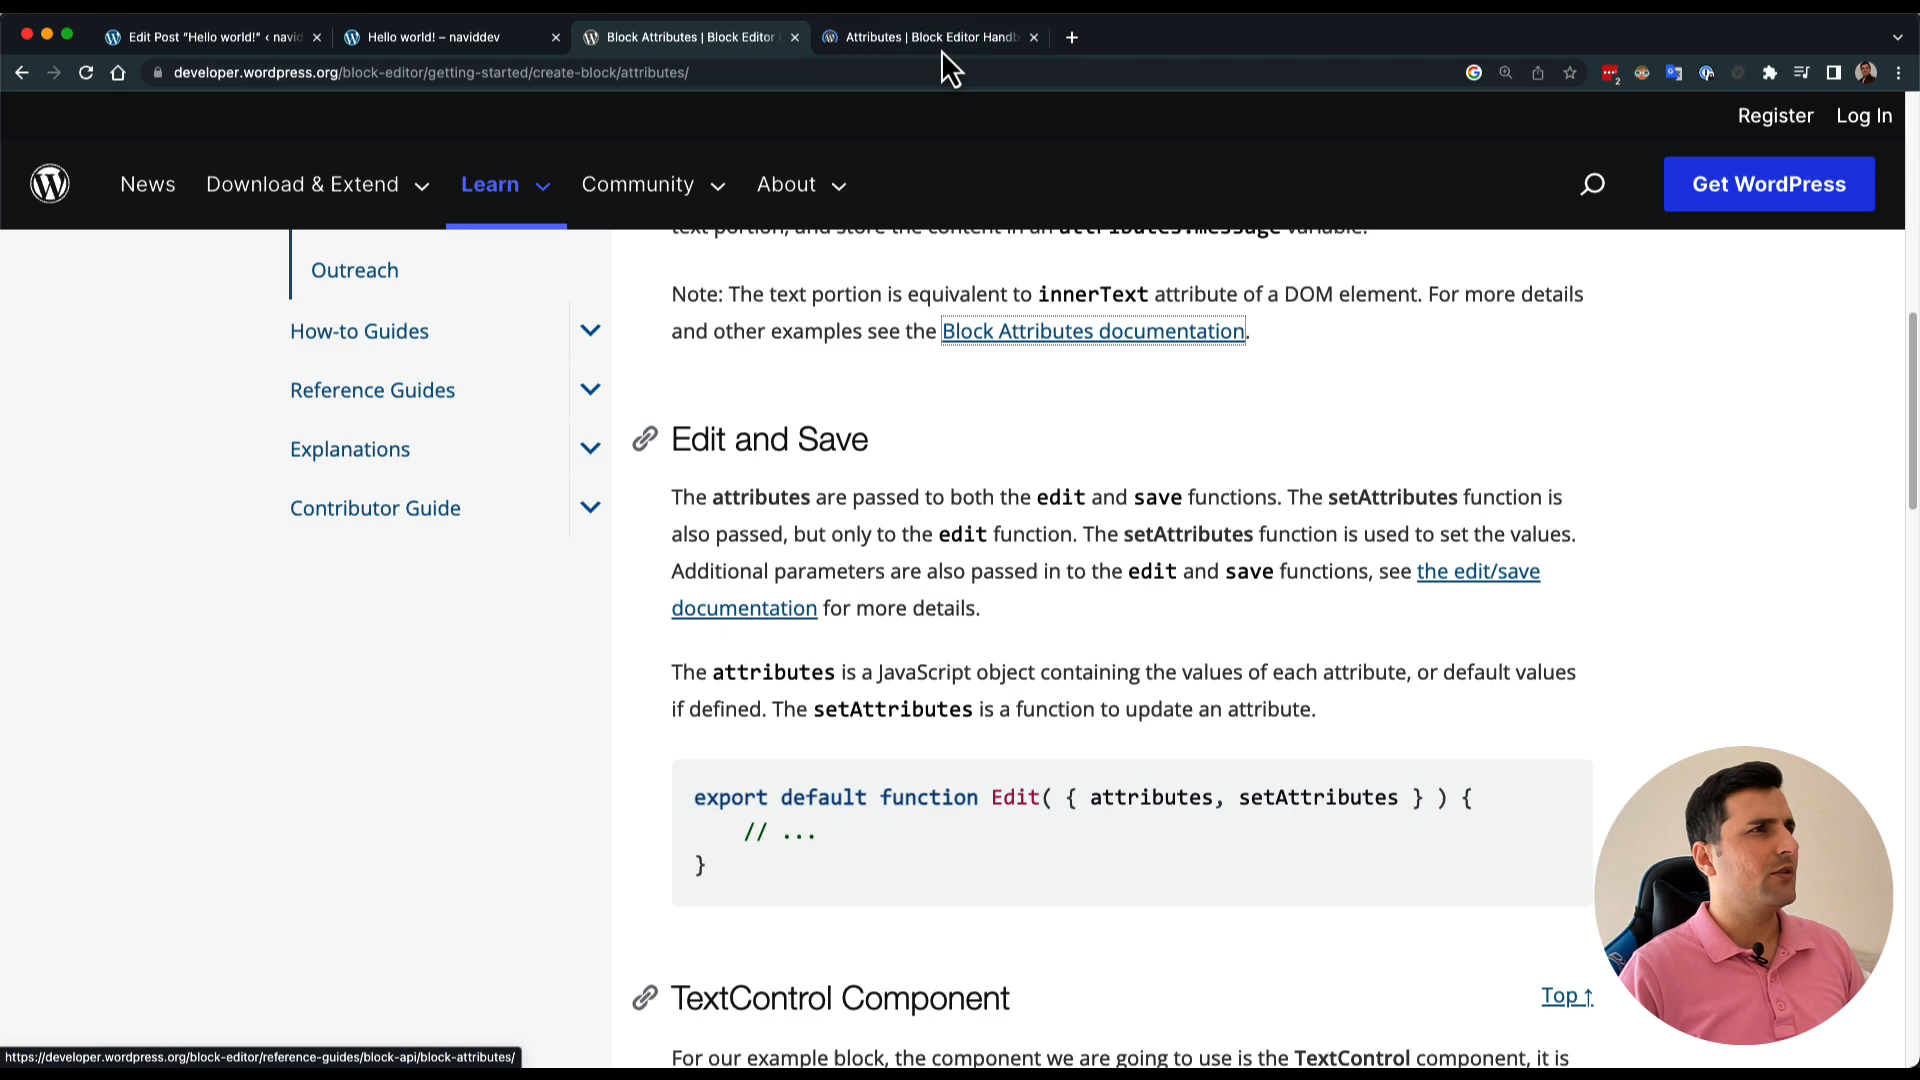 Edit Post "Hello world!" ‹ navid
Hello world! – naviddev
Block Attributes | Block Editor
Attributes | Block Editor Handb
developer.wordpress.org/block-editor/getting-started/create-block/attributes/
2
Register Log In
News Download & Extend Learn Community About Get WordPress
text portion, and store the content in an attributes.message variable.
Outreach
How-to Guides
Reference Guides
Explanations
Contributor Guide
Note: The text portion is equivalent to innerText attribute of a DOM element. For more details
and other examples see the Block Attributes documentation.
Edit and Save
The attributes are passed to both the edit and save functions. The setAttributes function is
also passed, but only to the edit function. The setAttributes function is used to set the values.
Additional parameters are also passed in to the edit and save functions, see the edit/save
documentation for more details.
The attributes is a JavaScript object containing the values of each attribute, or default values
if defined. The setAttributes is a function to update an attribute.
export default function Edit( { attributes, setAttributes } ) {
// ...
}
TextControl Component
Top ↑
For our example block, the component we are going to use is the TextControl component, it is
https://developer.wordpress.org/block-editor/reference-guides/block-api/block-attributes/